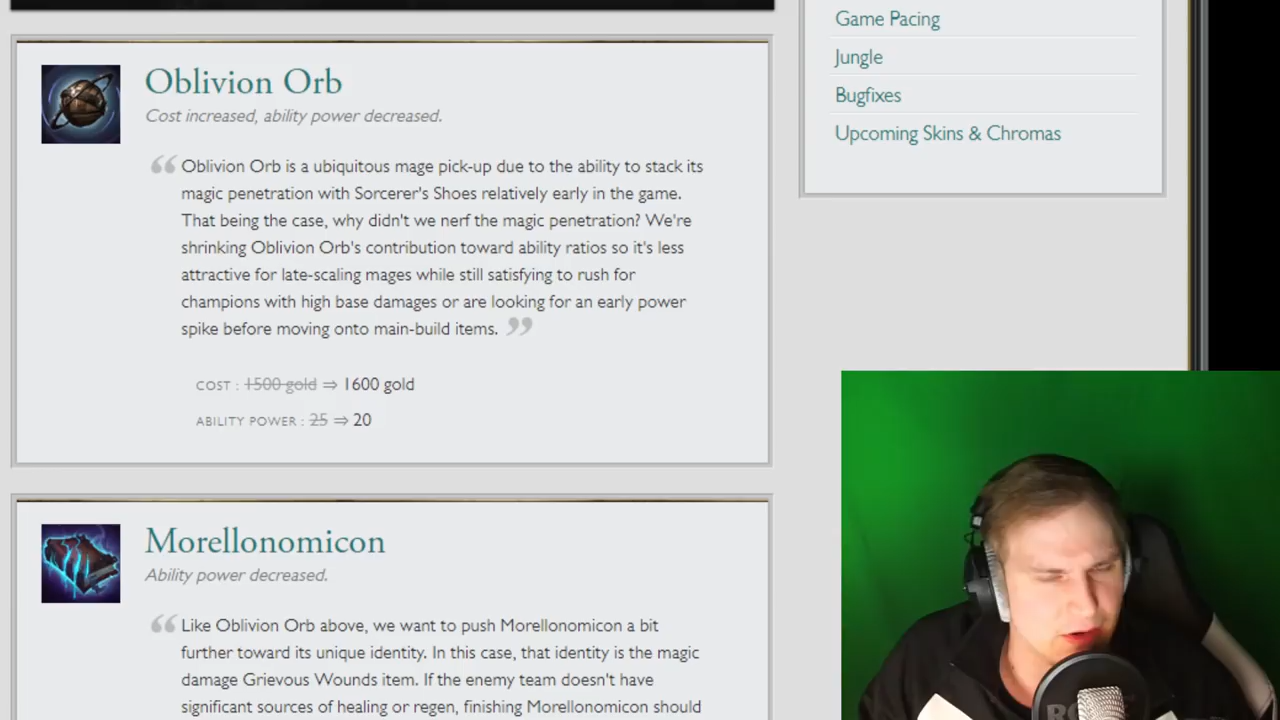 Game Pacing
Jungle
Bugfixes
Upcoming Skins & Chromas
Oblivion Orb
Cost increased, ability power decreased.
“ Oblivion Orb is a ubiquitous mage pick-up due to the ability to stack its
magic penetration with Sorcerer's Shoes relatively early in the game.
That being the case, why didn't we nerf the magic penetration? We're
shrinking Oblivion Orb's contribution toward ability ratios so it's less
attractive for late-scaling mages while still satisfying to rush for
champions with high base damages or are looking for an early power
spike before moving onto main-build items. ”
COST : 1500 gold ⇒ 1600 gold
ABILITY POWER : 25 ⇒ 20
Morellonomicon
Ability power decreased.
“ Like Oblivion Orb above, we want to push Morellonomicon a bit
further toward its unique identity. In this case, that identity is the magic
damage Grievous Wounds item. If the enemy team doesn't have
significant sources of healing or regen, finishing Morellonomicon should